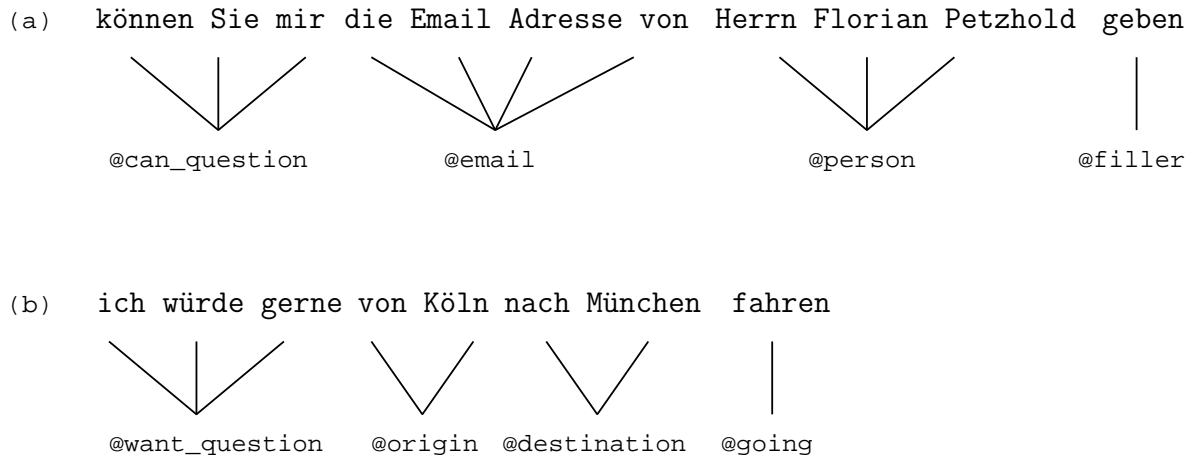 (a) können Sie mir die Email Adresse von Herrn Florian Petzhold geben
@can_question @email @person @filler
(b) ich würde gerne von Köln nach München fahren
@want_question @origin @destination @going